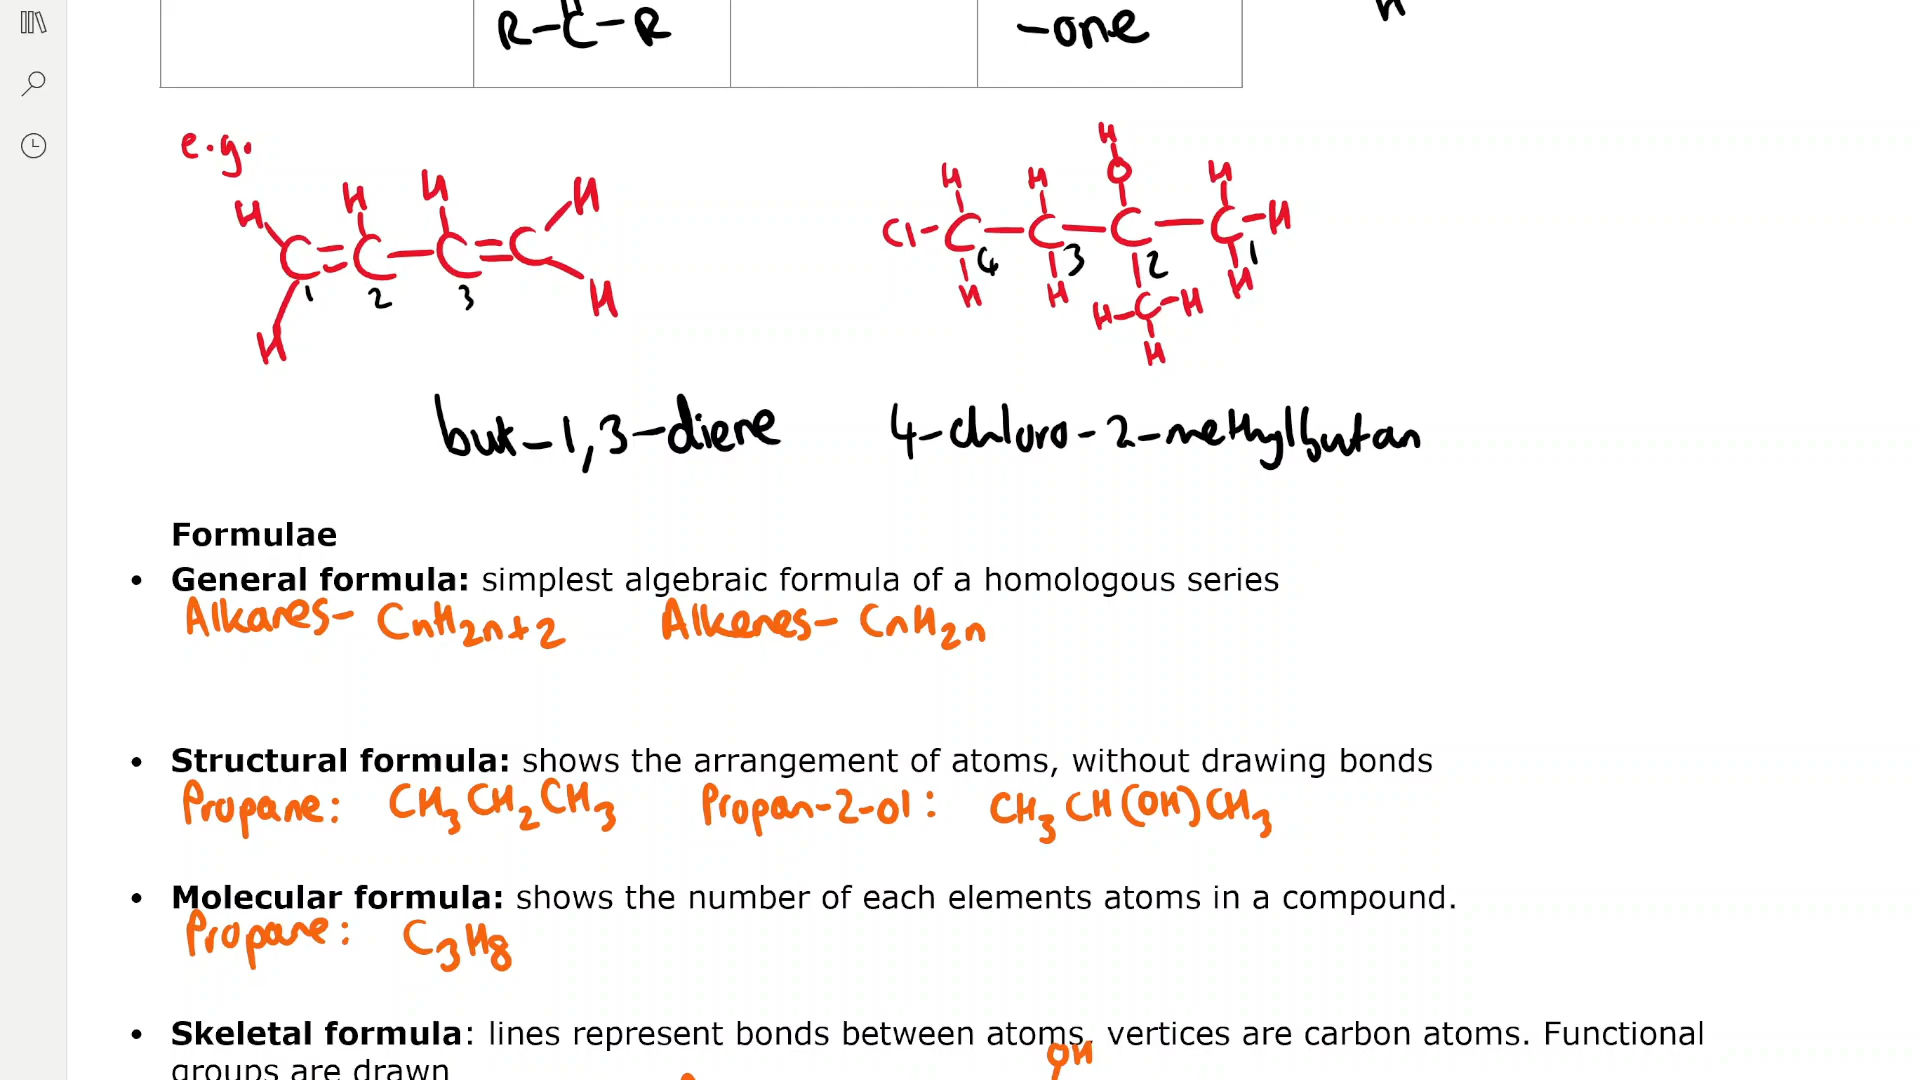 R-C-R
-one
H
e.g.
H H H H
C=C-C=C
1 2 3
H H
H
O
H H H
Cl-C-C-C-C-H
4 3 2 1
H H H-C-H H
H
but-1,3-diene 4-chloro-2-methylbutan
Formulae
• General formula: simplest algebraic formula of a homologous series
Alkanes- CnH2n+2 Alkenes- CnH2n
• Structural formula: shows the arrangement of atoms, without drawing bonds
Propane: CH3CH2CH3 Propan-2-ol: CH3CH(OH)CH3
• Molecular formula: shows the number of each elements atoms in a compound.
Propane: C3H8
• Skeletal formula: lines represent bonds between atoms, vertices are carbon atoms. Functional
groups are drawn
OH